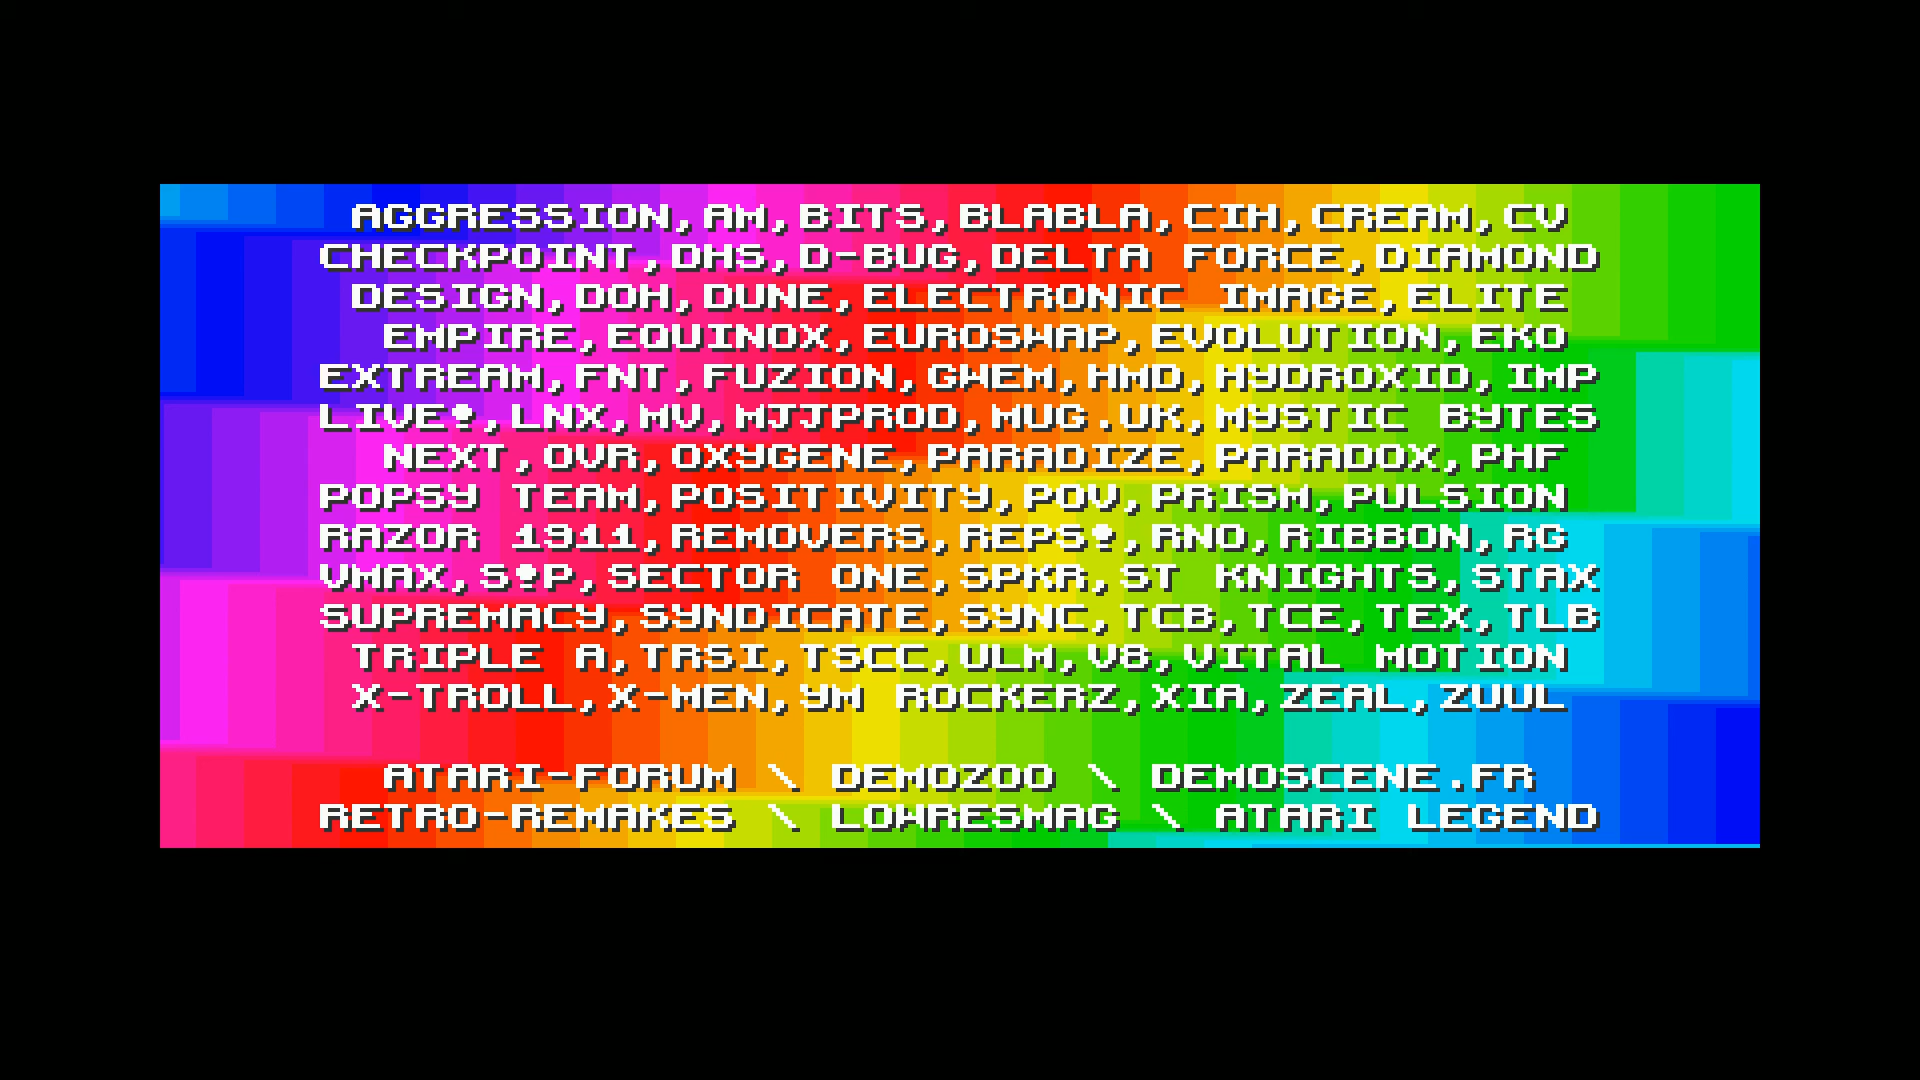 AGGRESSION,AM,BITS,BLABLA,CIH,CREAM,CV
CHECKPOINT,DHS,D-BUG,DELTA FORCE,DIAMOND
DESIGN,DOH,DUNE,ELECTRONIC IMAGE,ELITE
EMPIRE,EQUINOX,EUROSWAP,EVOLUTION,EKO
EXTREAM,FNT,FUZION,GWEM,HMD,HYDROXID,IMP
LIVE!,LNX,MV,MJJPROD,MUG.UK,MYSTIC BYTES
NEXT,OVR,OXYGENE,PARADIZE,PARADOX,PHF
POPSY TEAM,POSITIVITY,POV,PRISM,PULSION
RAZOR 1911,REMOVERS,REPS!,RNO,RIBBON,RG
VMAX,S!P,SECTOR ONE,SPKR,ST KNIGHTS,STAX
SUPREMACY,SYNDICATE,SYNC,TCB,TCE,TEX,TLB
TRIPLE A,TRSI,TSCC,ULM,V8,VITAL MOTION
X-TROLL,X-MEN,YM ROCKERZ,XIA,ZEAL,ZUUL
ATARI-FORUM \ DEMOZOO \ DEMOSCENE.FR
RETRO-REMAKES \ LOWRESMAG \ ATARI LEGEND